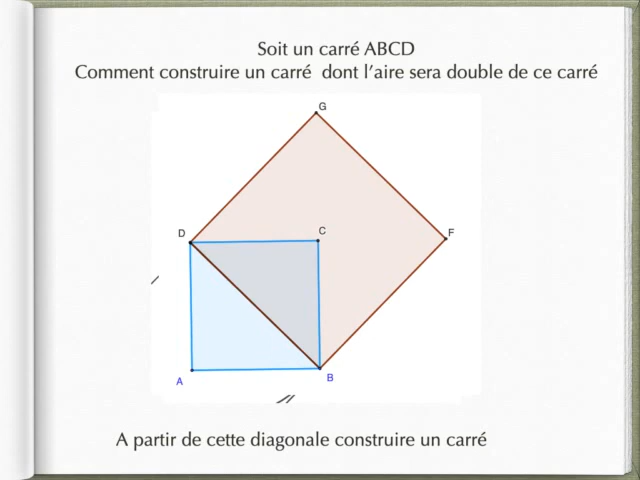 Soit un carré ABCD
Comment construire un carré dont l'aire sera double de ce carré
G
D
C
F
A
B
A partir de cette diagonale construire un carré